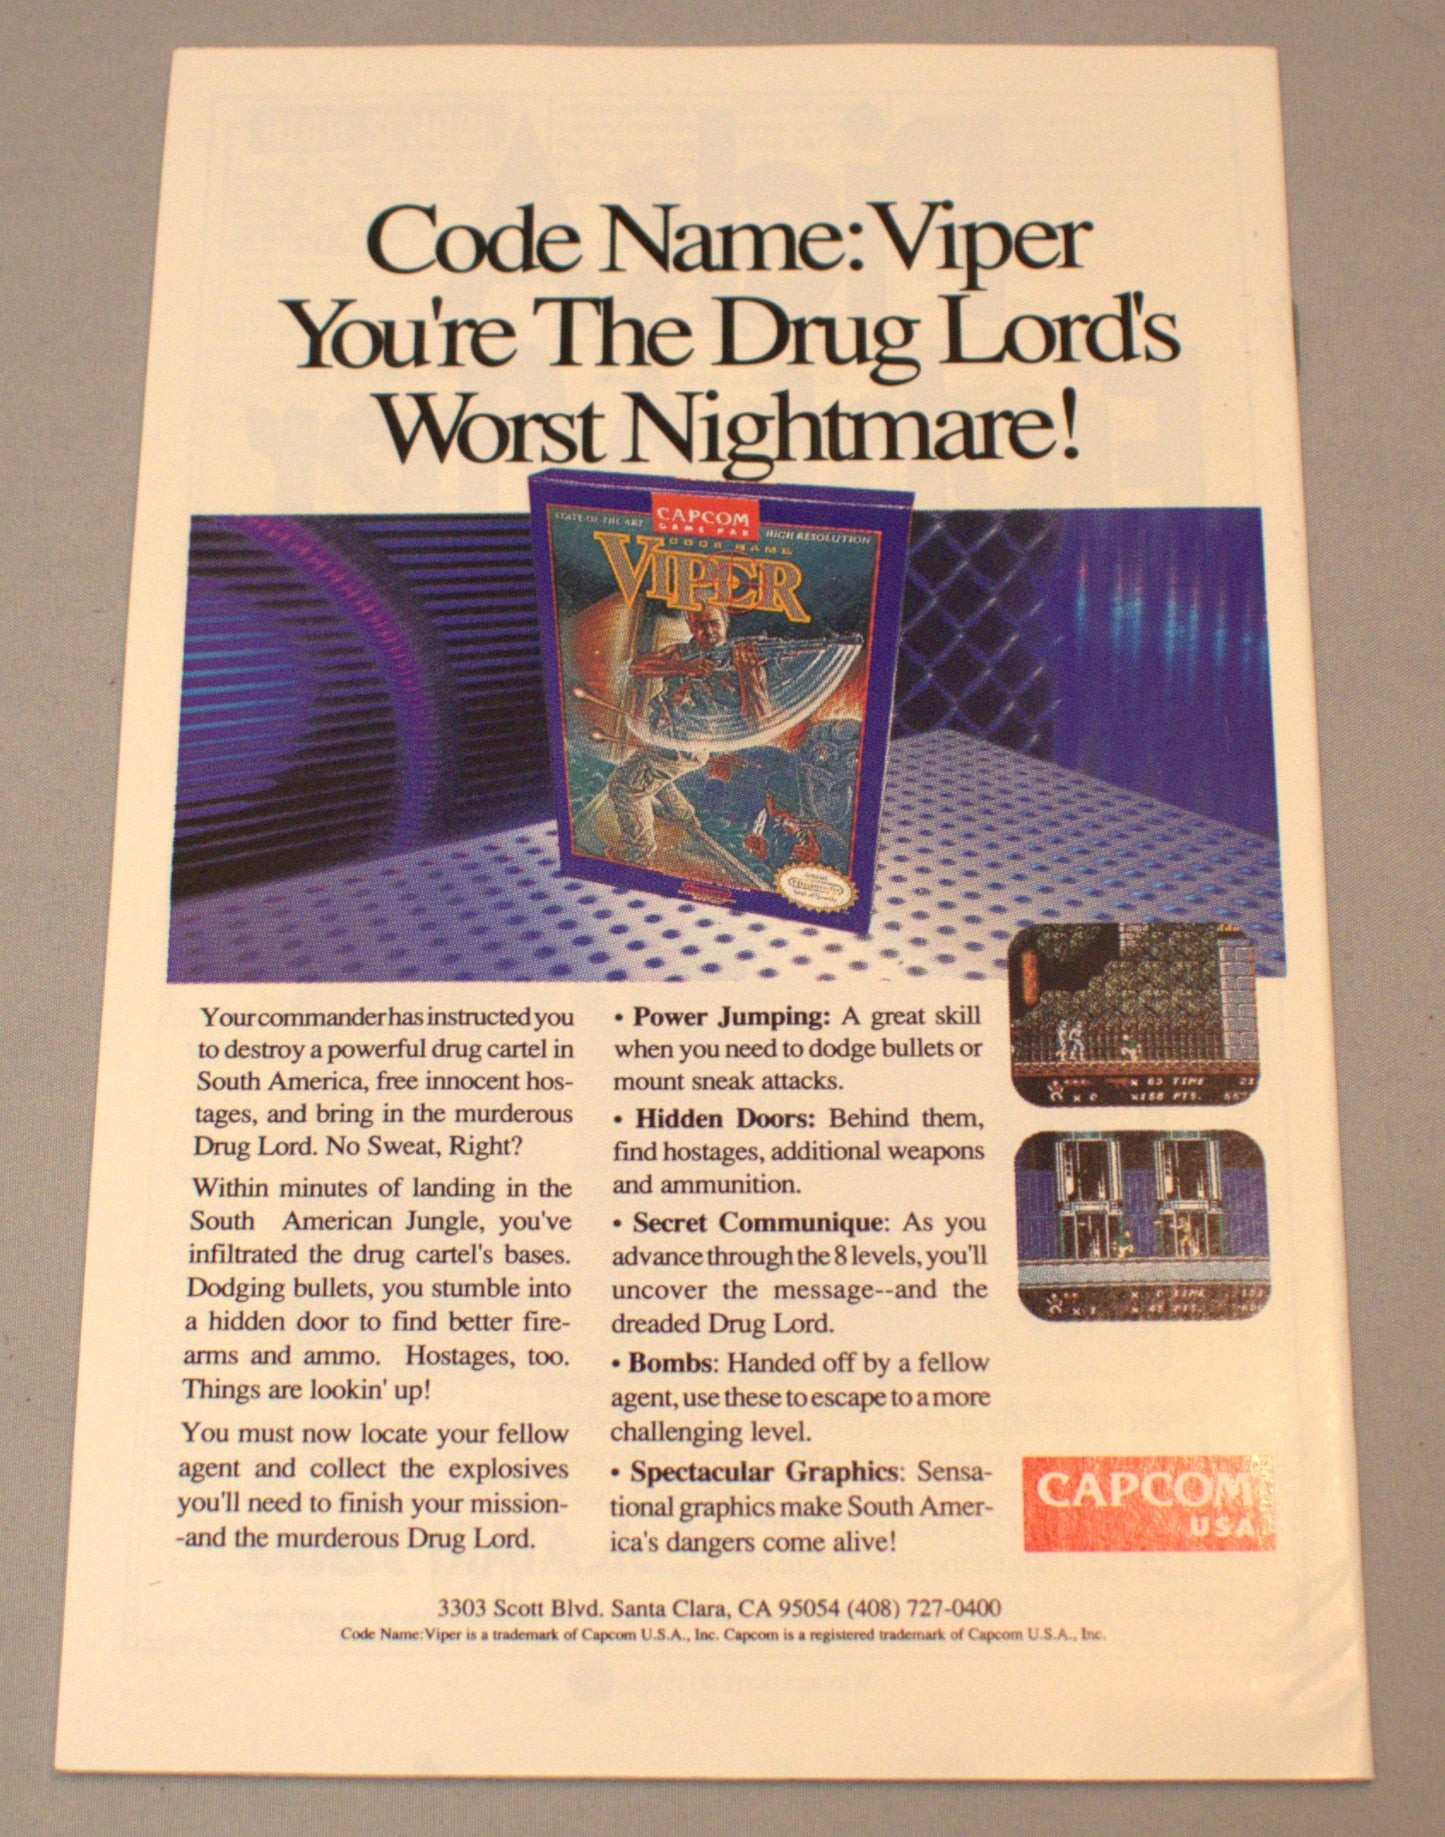 Code Name: Viper
You're The Drug Lord's
Worst Nightmare!
STATE OF THE ART
CAPCOM
GAME PAK
HIGH RESOLUTION
CODE NAME
VIPER
Your commander has instructed you
to destroy a powerful drug cartel in
South America, free innocent hos-
tages, and bring in the murderous
Drug Lord. No Sweat, Right?
Within minutes of landing in the
South American Jungle, you've
infiltrated the drug cartel's bases.
Dodging bullets, you stumble into
a hidden door to find better fire-
arms and ammo. Hostages, too.
Things are lookin' up!
You must now locate your fellow
agent and collect the explosives
you'll need to finish your mission-
-and the murderous Drug Lord.
• Power Jumping: A great skill
when you need to dodge bullets or
mount sneak attacks.
• Hidden Doors: Behind them,
find hostages, additional weapons
and ammunition.
• Secret Communique: As you
advance through the 8 levels, you'll
uncover the message--and the
dreaded Drug Lord.
• Bombs: Handed off by a fellow
agent, use these to escape to a more
challenging level.
• Spectacular Graphics: Sensa-
tional graphics make South Amer-
ica's dangers come alive!
TIME
PTS.
TIME
PTS.
CAPCOM
USA
3303 Scott Blvd. Santa Clara, CA 95054 (408) 727-0400
Code Name: Viper is a trademark of Capcom U.S.A., Inc. Capcom is a registered trademark of Capcom U.S.A., Inc.